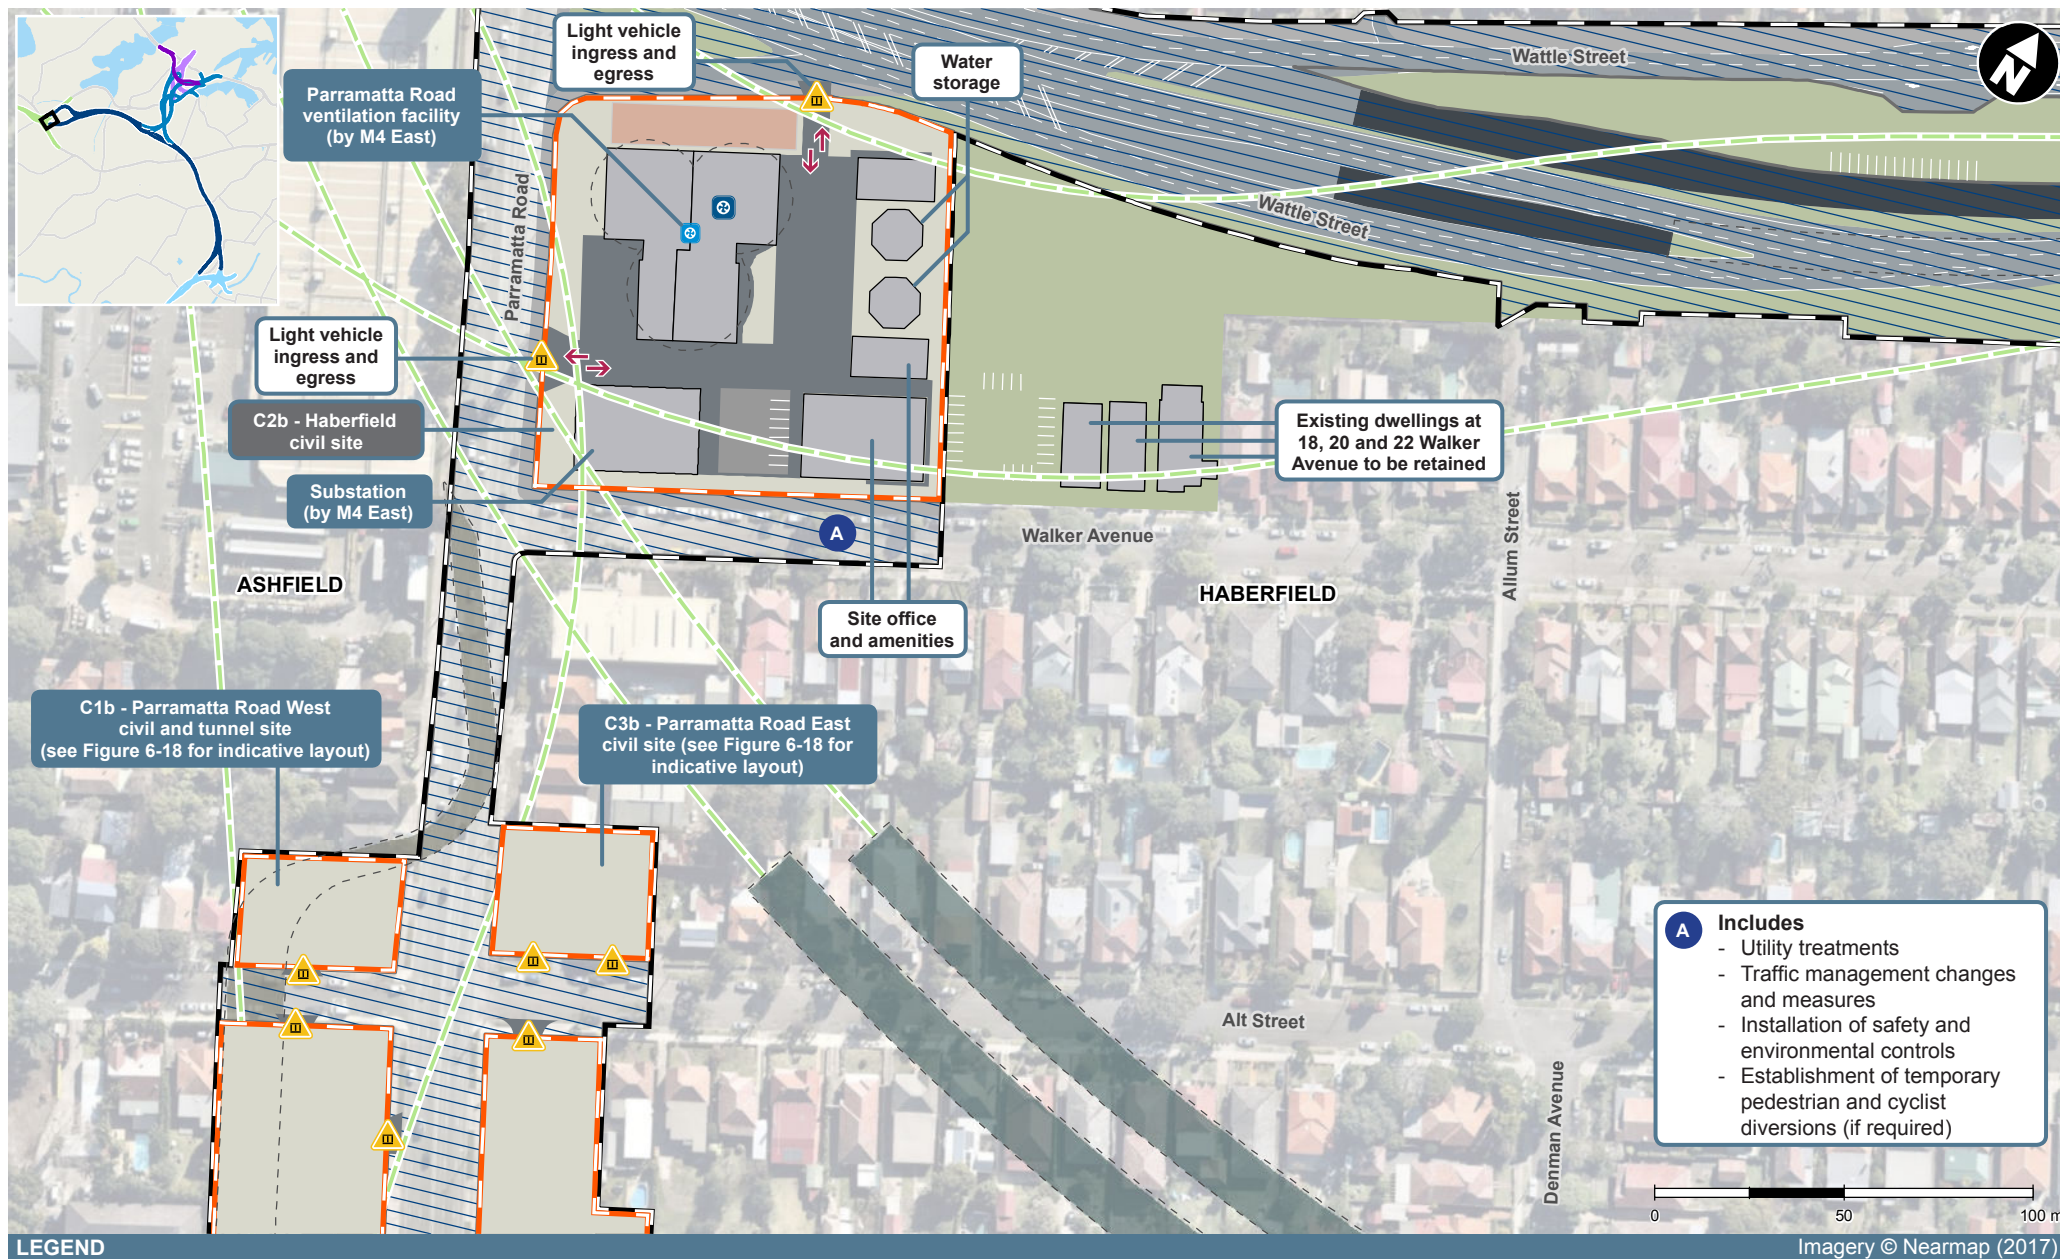 Light vehicle
ingress and
egress
Water
storage
Wattle Street
N
Parramatta Road
ventilation facility
(by M4 East)
Parramatta Road
Wattle Street
Light vehicle
ingress and
egress
C2b - Haberfield
civil site
Existing dwellings at
18, 20 and 22 Walker
Avenue to be retained
Substation
(by M4 East)
A
Walker Avenue
Allum Street
ASHFIELD
HABERFIELD
Site office
and amenities
C1b - Parramatta Road West
civil and tunnel site
(see Figure 6-18 for indicative layout)
C3b - Parramatta Road East
civil site (see Figure 6-18 for
indicative layout)
A
Includes
- Utility treatments
- Traffic management changes
and measures
- Installation of safety and
environmental controls
- Establishment of temporary
pedestrian and cyclist
diversions (if required)
Alt Street
Denman Avenue
0 50 100 m
LEGEND
Imagery © Nearmap (2017)